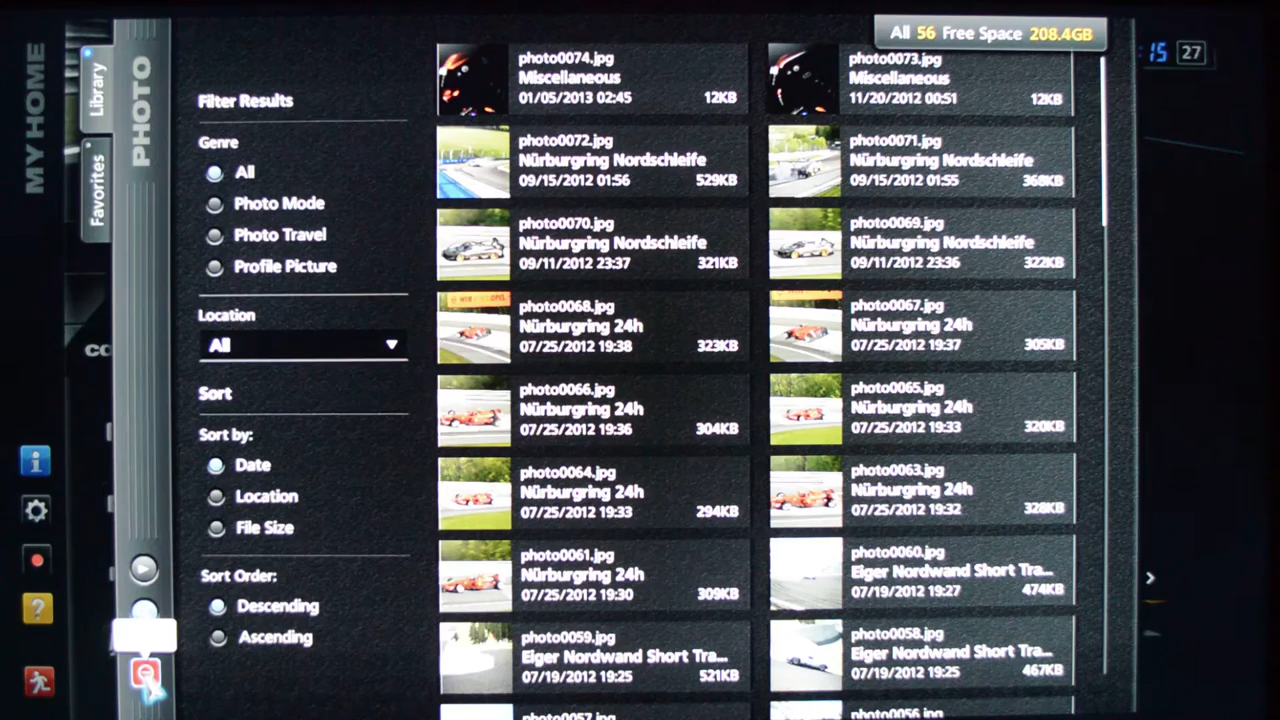 MY HOME
Library
Favorites
PHOTO
All 56 Free Space 208.4GB
:15 27
Filter Results
Genre
All
Photo Mode
Photo Travel
Profile Picture
Location
All
Sort
Sort by:
Date
Location
File Size
Sort Order:
Descending
Ascending
photo0074.jpg
Miscellaneous
01/05/2013 02:45 12KB
photo0073.jpg
Miscellaneous
11/20/2012 00:51 12KB
photo0072.jpg
Nürburgring Nordschleife
09/15/2012 01:56 529KB
photo0071.jpg
Nürburgring Nordschleife
09/15/2012 01:55 368KB
photo0070.jpg
Nürburgring Nordschleife
09/11/2012 23:37 321KB
photo0069.jpg
Nürburgring Nordschleife
09/11/2012 23:36 322KB
photo0068.jpg
Nürburgring 24h
07/25/2012 19:38 323KB
photo0067.jpg
Nürburgring 24h
07/25/2012 19:37 305KB
photo0066.jpg
Nürburgring 24h
07/25/2012 19:36 304KB
photo0065.jpg
Nürburgring 24h
07/25/2012 19:33 320KB
photo0064.jpg
Nürburgring 24h
07/25/2012 19:33 294KB
photo0063.jpg
Nürburgring 24h
07/25/2012 19:32 328KB
photo0061.jpg
Nürburgring 24h
07/25/2012 19:30 309KB
photo0060.jpg
Eiger Nordwand Short Tra...
07/19/2012 19:27 474KB
photo0059.jpg
Eiger Nordwand Short Tra...
07/19/2012 19:25 521KB
photo0058.jpg
Eiger Nordwand Short Tra...
07/19/2012 19:25 467KB
photo0057.jpg
photo0056.jpg